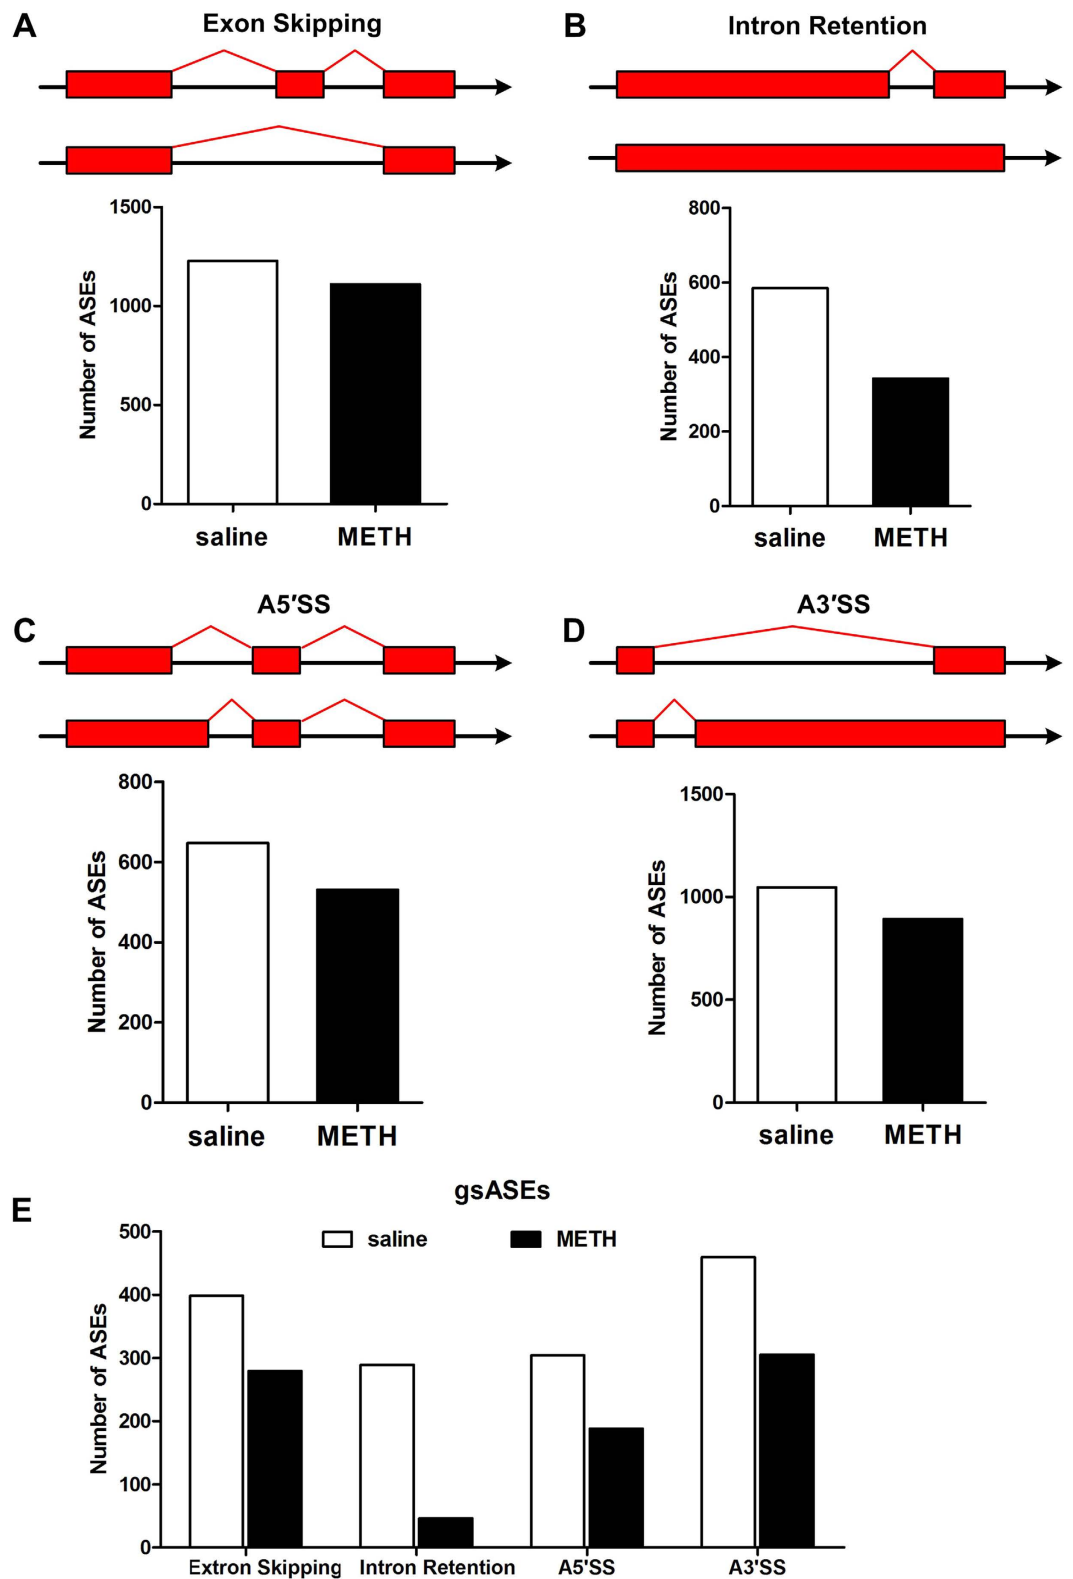 A
Exon Skipping
1500
1000
500
0
Number of ASEs
saline
METH
B
Intron Retention
800
600
400
200
0
Number of ASEs
saline
METH
C
A5′SS
800
600
400
200
0
Number of ASEs
saline
METH
D
A3′SS
1500
1000
500
0
Number of ASEs
saline
METH
E
gsASEs
saline
METH
500
400
300
200
100
0
Number of ASEs
Extron Skipping
Intron Retention
A5'SS
A3'SS